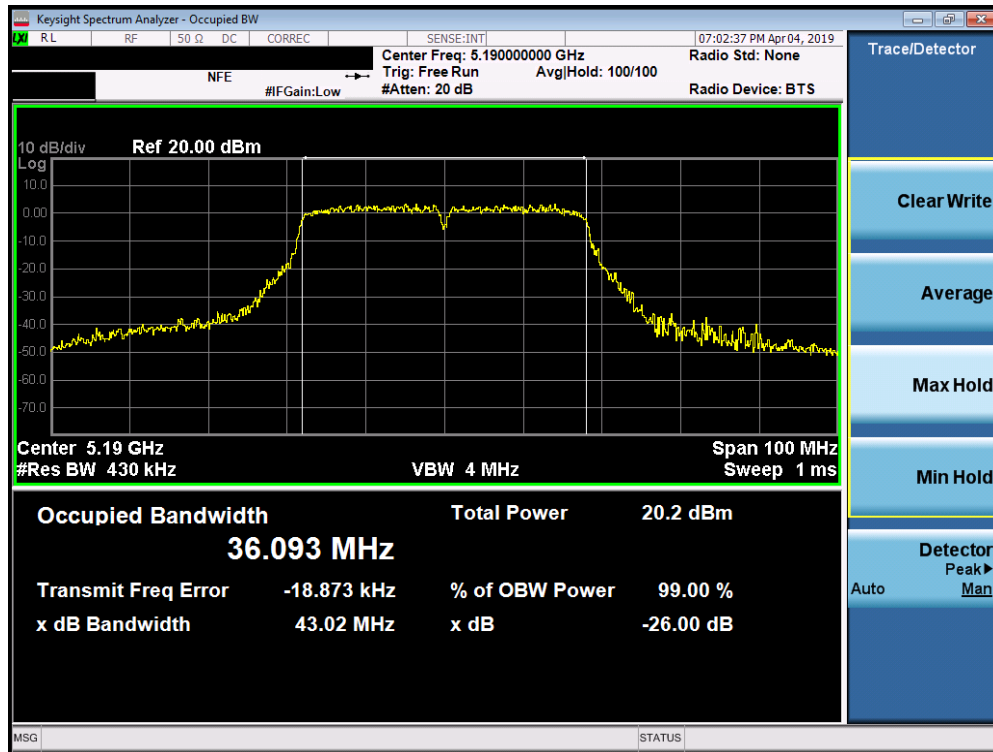 Keysight Spectrum Analyzer - Occupied BW
LXI RL RF 50 Ω DC CORREC SENSE:INT 07:02:37 PM Apr 04, 2019
Center Freq: 5.190000000 GHz Radio Std: None
NFE Trig: Free Run Avg|Hold: 100/100
#IFGain:Low #Atten: 20 dB Radio Device: BTS
Trace/Detector
10 dB/div Ref 20.00 dBm
Log
10.0
0.00
-10.0
-20.0
-30.0
-40.0
-50.0
-60.0
-70.0
Center 5.19 GHz Span 100 MHz
#Res BW 430 kHz VBW 4 MHz Sweep 1 ms
Occupied Bandwidth Total Power 20.2 dBm
36.093 MHz
Transmit Freq Error -18.873 kHz % of OBW Power 99.00 %
x dB Bandwidth 43.02 MHz x dB -26.00 dB
Clear Write
Average
Max Hold
Min Hold
Detector
Peak▶
Auto Man
MSG STATUS